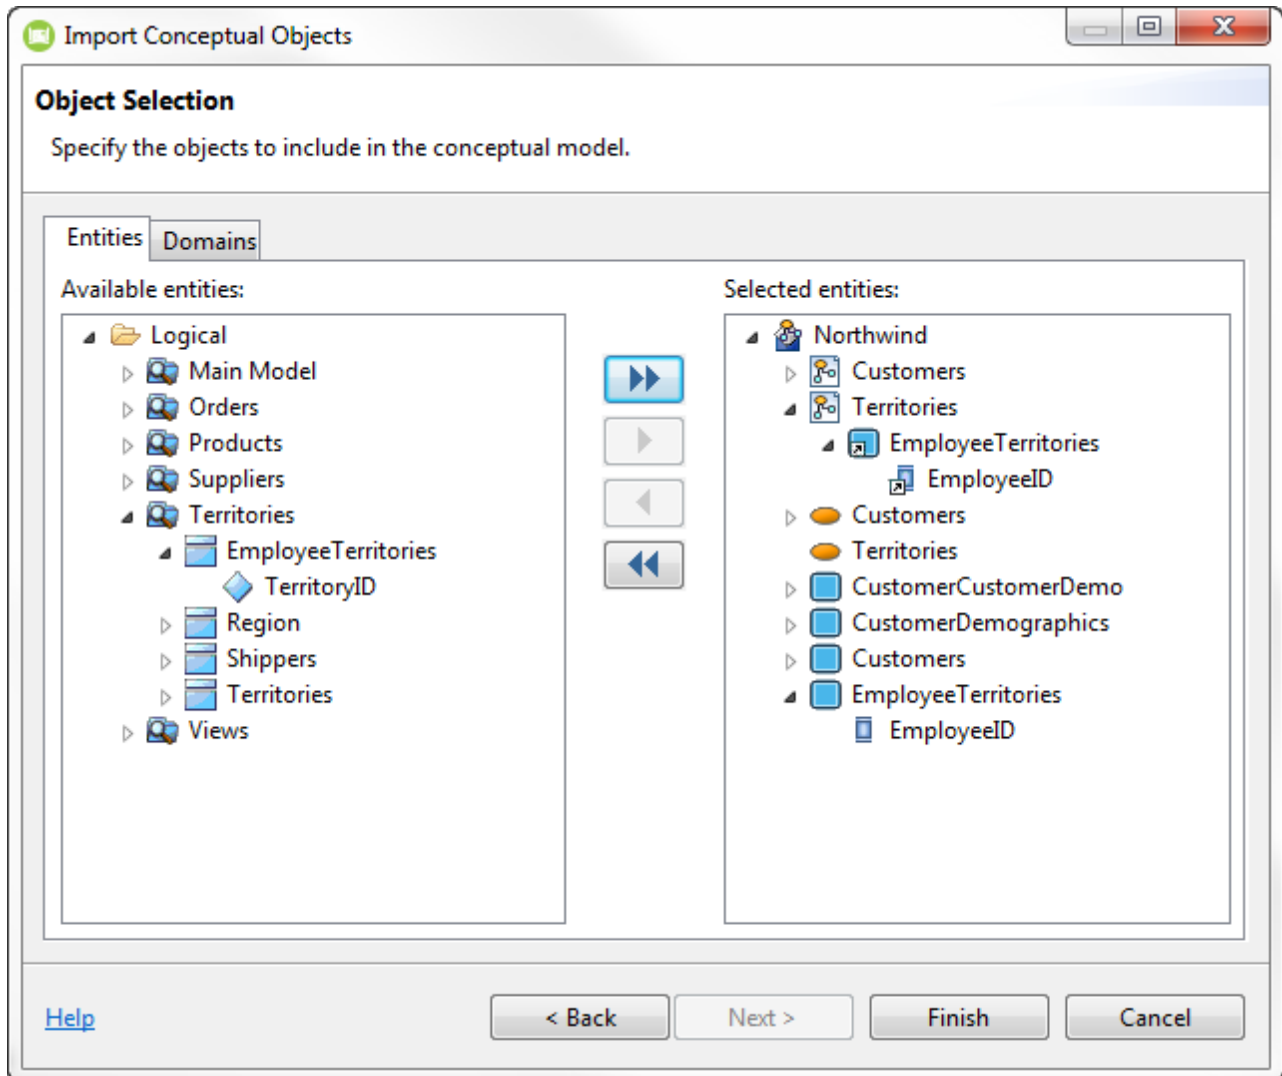 Import Conceptual Objects
Object Selection
Specify the objects to include in the conceptual model.
Entities
Domains
Available entities:
Logical
Main Model
Orders
Products
Suppliers
Territories
EmployeeTerritories
TerritoryID
Region
Shippers
Territories
Views
Selected entities:
Northwind
Customers
Territories
EmployeeTerritories
EmployeeID
Customers
Territories
CustomerCustomerDemo
CustomerDemographics
Customers
EmployeeTerritories
EmployeeID
Help
< Back
Next >
Finish
Cancel